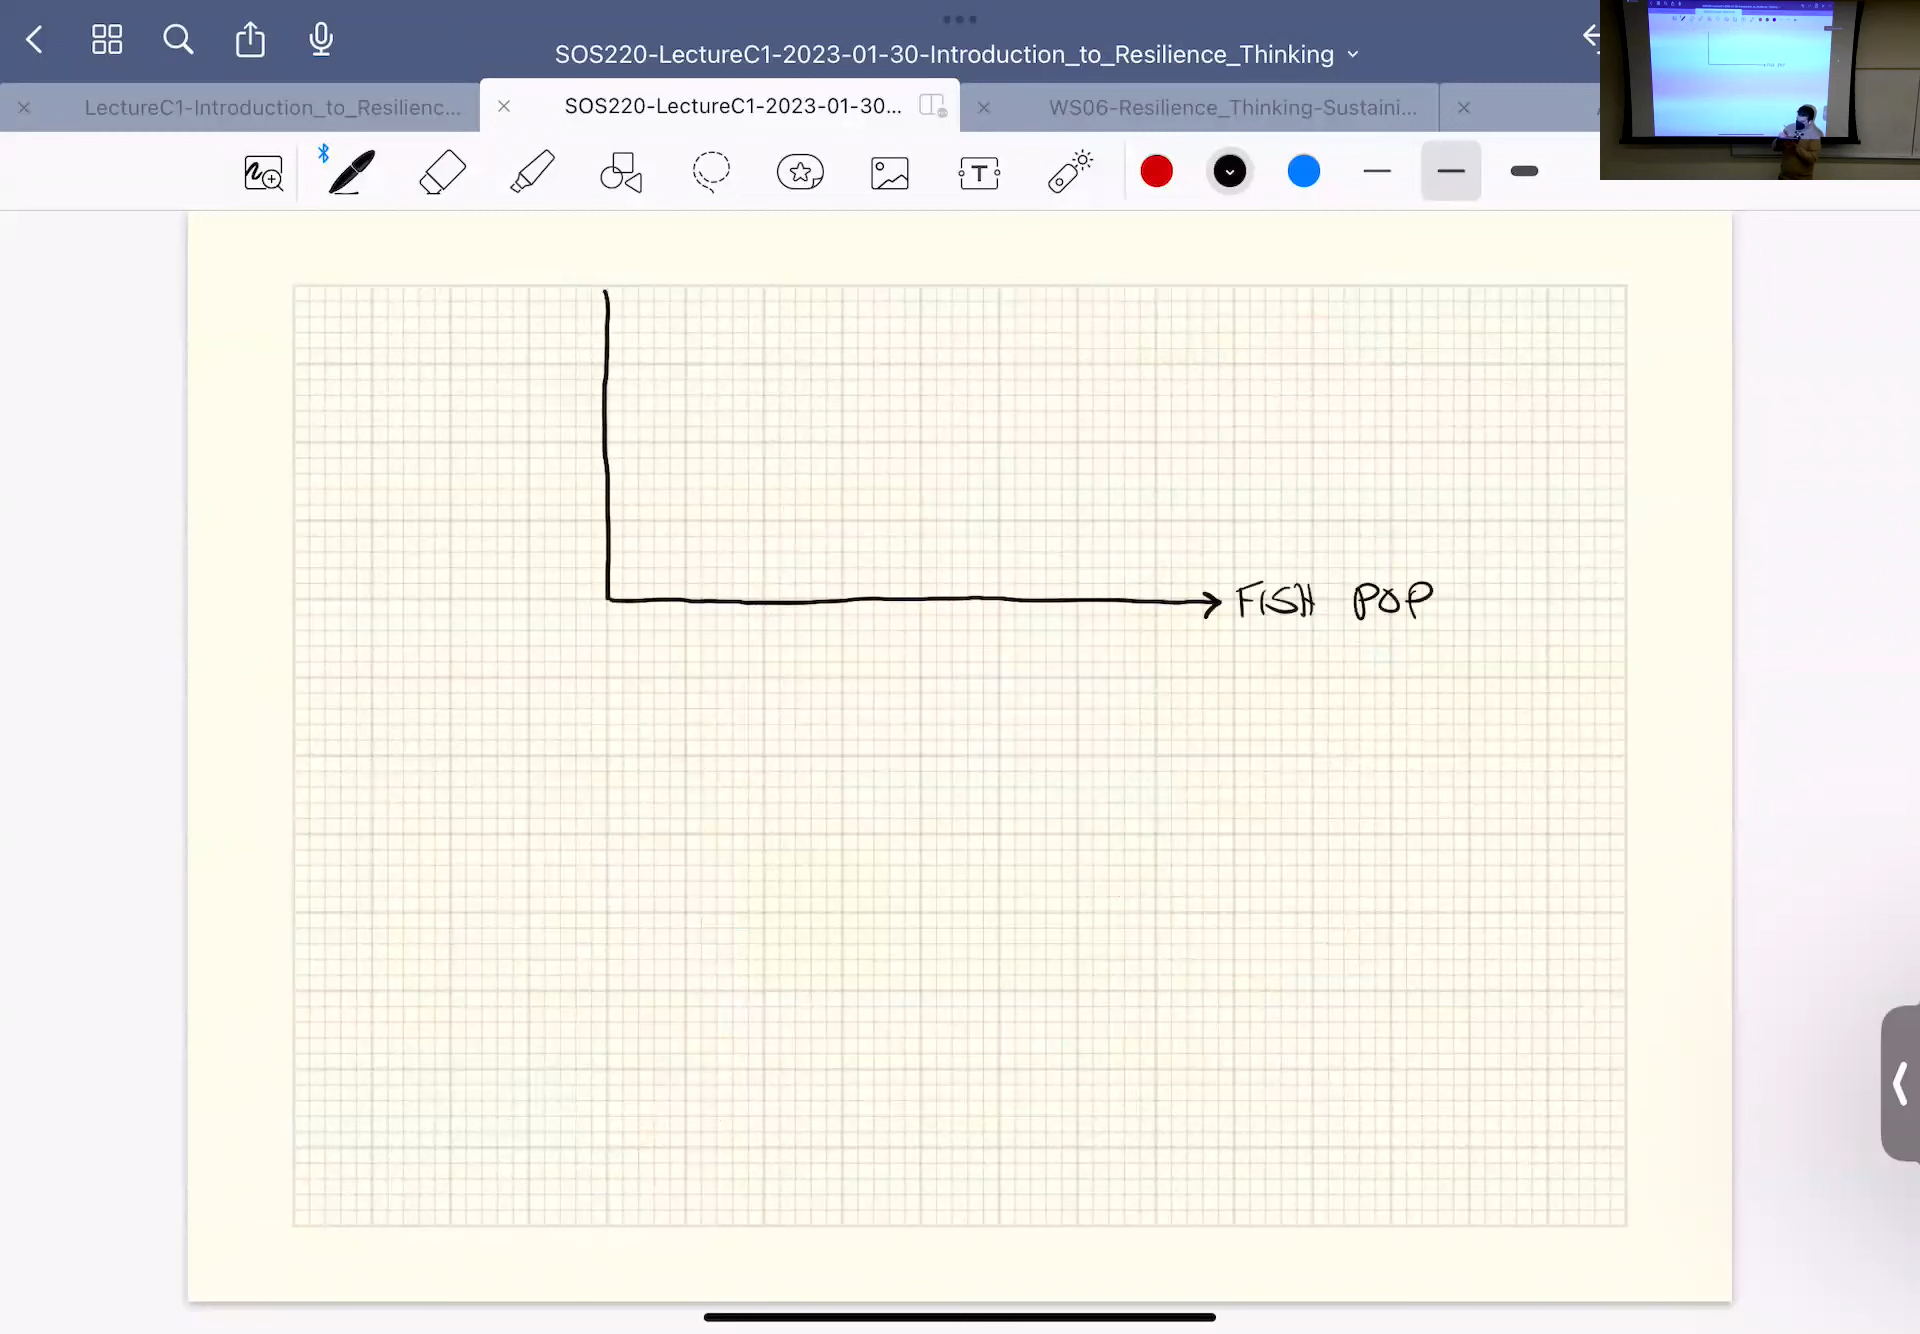 SOS220-LectureC1-2023-01-30-Introduction_to_Resilience_Thinking
LectureC1-Introduction_to_Resilienc...
SOS220-LectureC1-2023-01-30...
WS06-Resilience_Thinking-Sustaini...
T
FISH POP